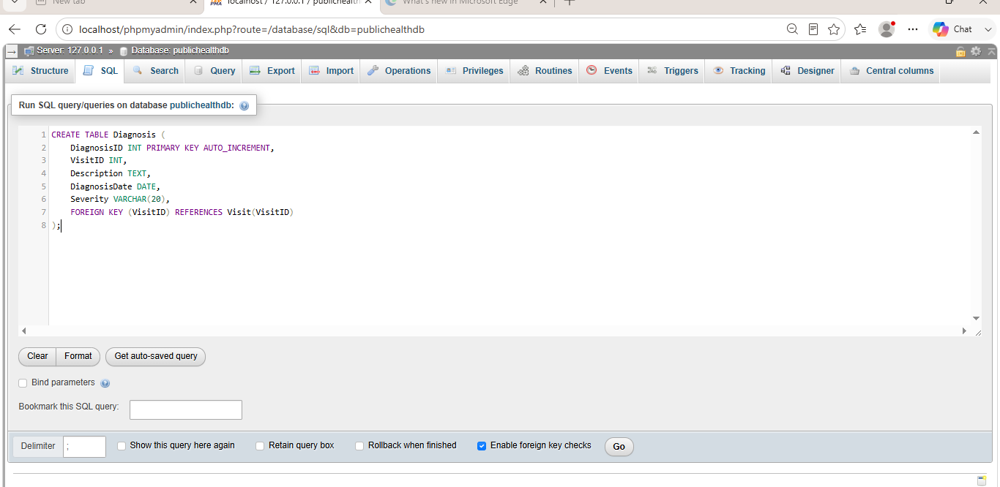 New tab
localhost / 127.0.0.1 / publichealth
What's new in Microsoft Edge
localhost/phpmyadmin/index.php?route=/database/sql&db=publichealthdb
Chat
Server: 127.0.0.1 » Database: publichealthdb
Structure SQL Search Query Export Import Operations Privileges Routines Events Triggers Tracking Designer Central columns
Run SQL query/queries on database publichealthdb:
1 CREATE TABLE Diagnosis (
2 DiagnosisID INT PRIMARY KEY AUTO_INCREMENT,
3 VisitID INT,
4 Description TEXT,
5 DiagnosisDate DATE,
6 Severity VARCHAR(20),
7 FOREIGN KEY (VisitID) REFERENCES Visit(VisitID)
8 );
Clear Format Get auto-saved query
Bind parameters
Bookmark this SQL query:
Delimiter ; Show this query here again Retain query box Rollback when finished Enable foreign key checks Go